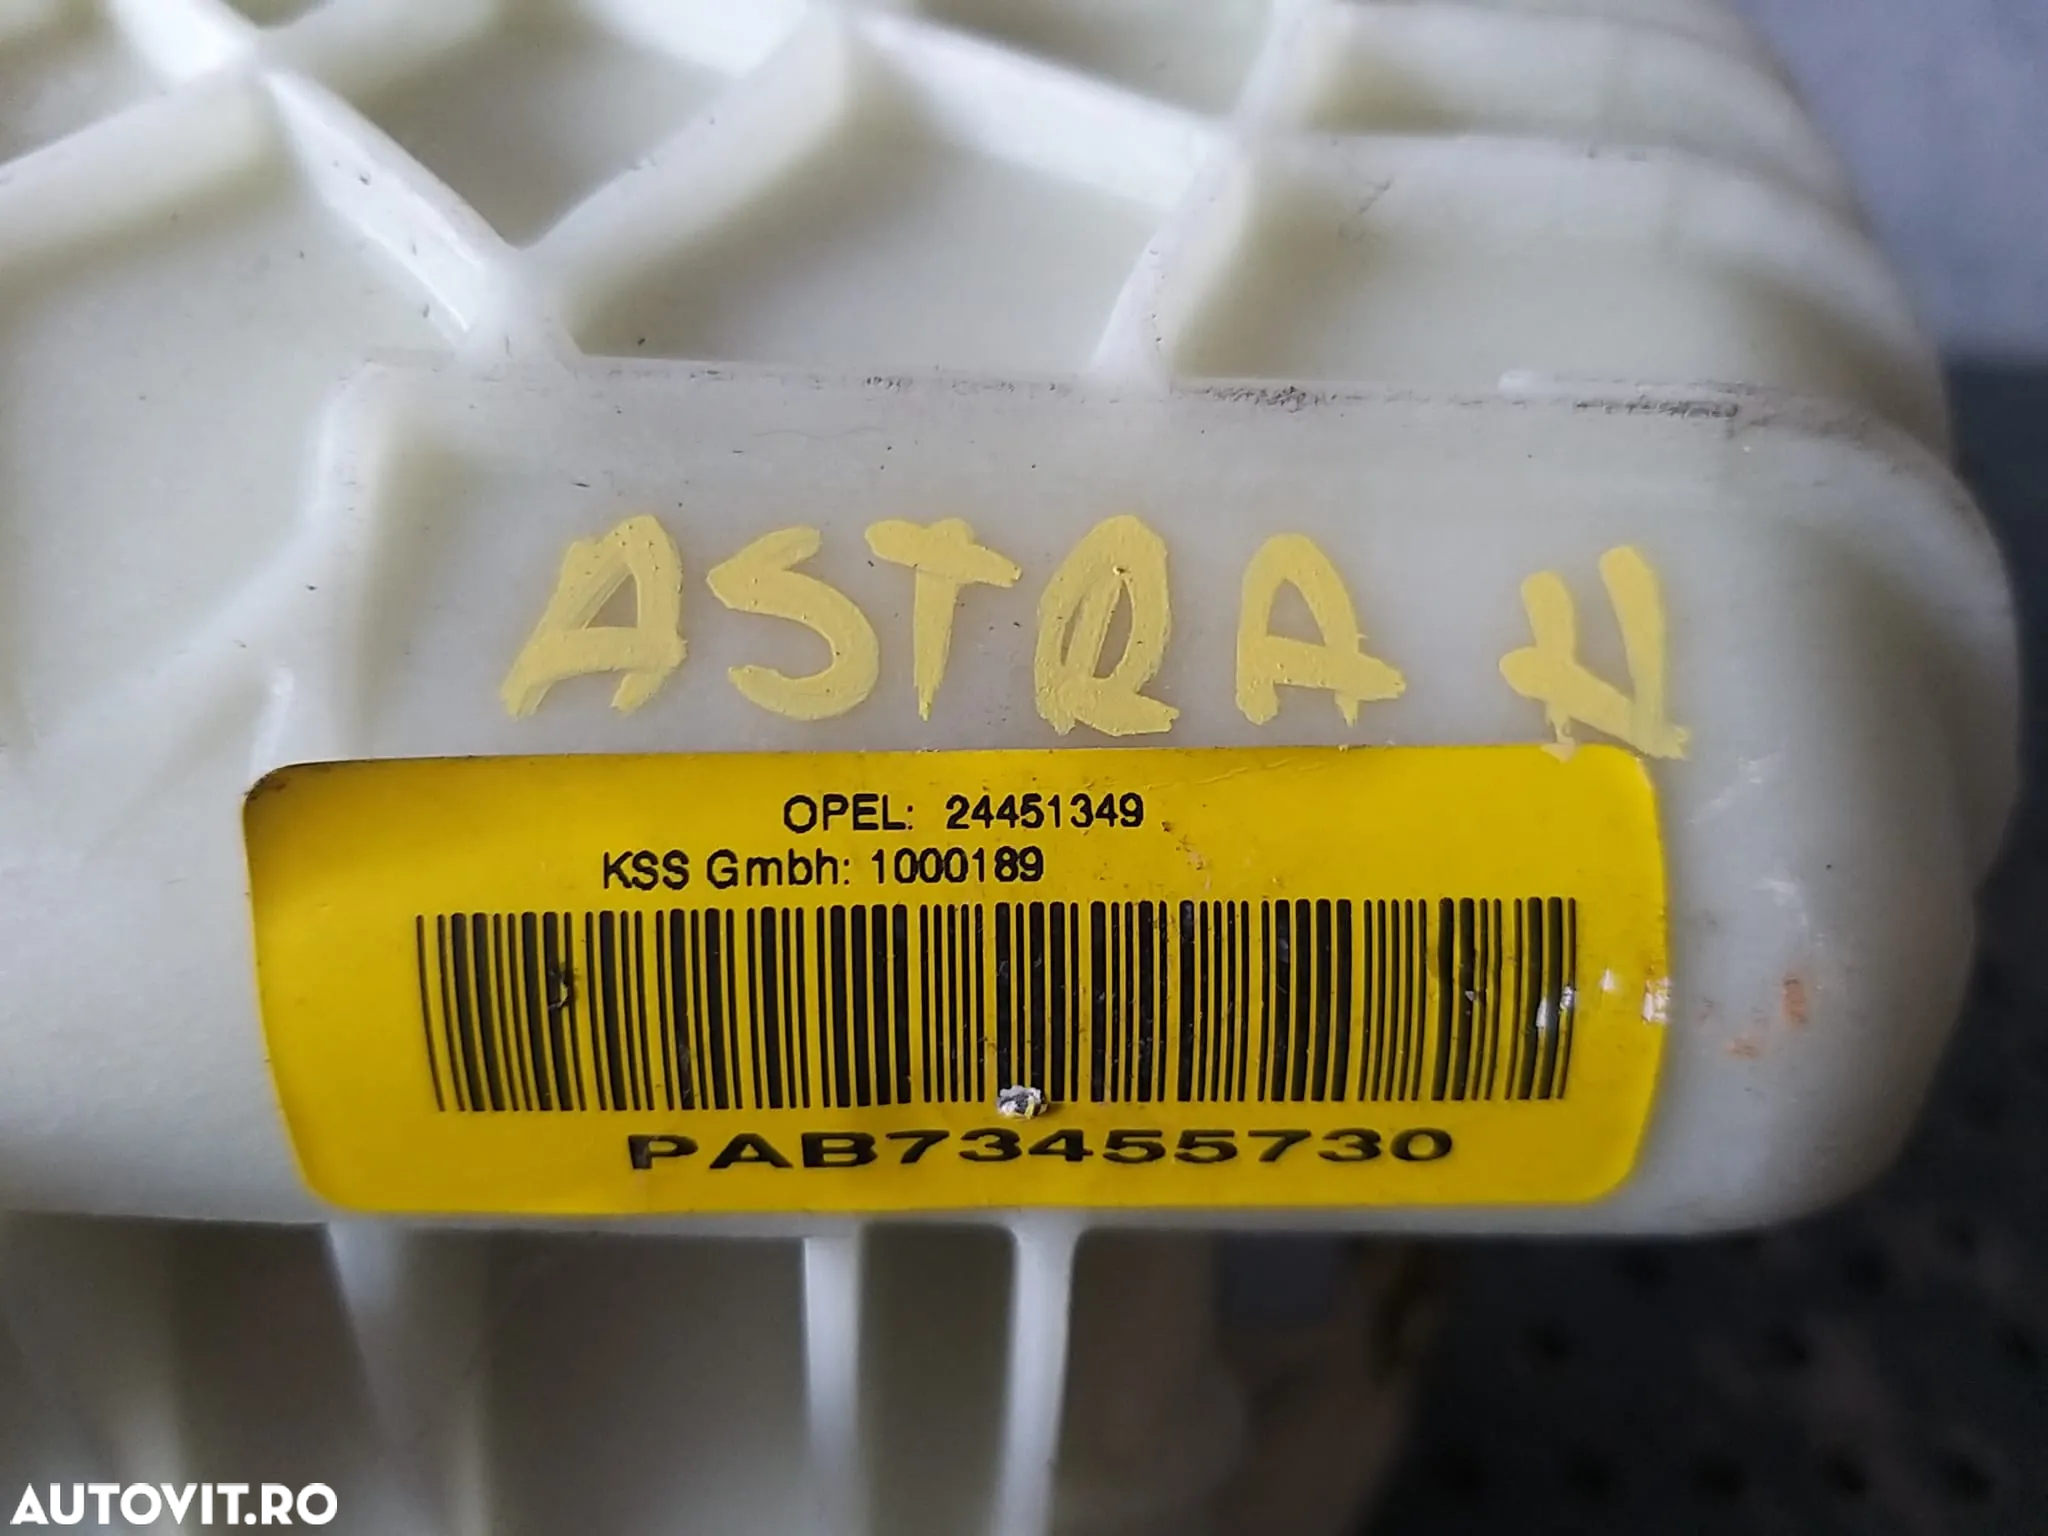 ASTRA H
OPEL: 24451349
KSS Gmbh: 1000189
PAB73455730
AUTOVIT.RO